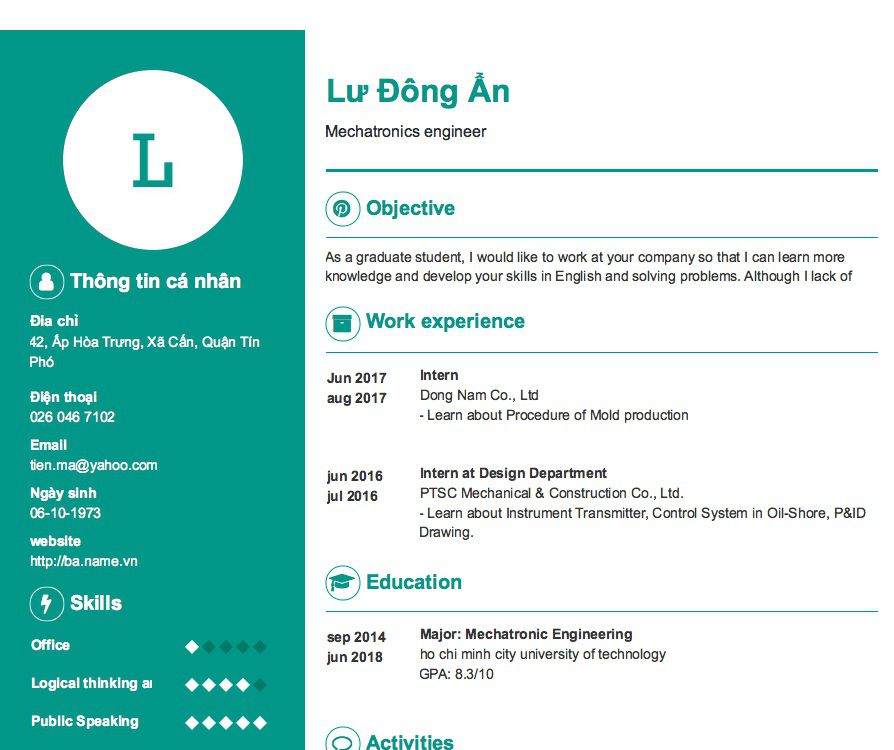 L
Thông tin cá nhân
Địa chỉ
42, Ấp Hòa Trưng, Xã Cấn, Quận Tín
Phó
Điện thoại
026 046 7102
Email
tien.ma@yahoo.com
Ngày sinh
06-10-1973
website
http://ba.name.vn
Skills
Office
Logical thinking
Public Speaking
Lư Đông Ẩn
Mechatronics engineer
Objective
As a graduate student, I would like to work at your company so that I can learn more
knowledge and develop your skills in English and solving problems. Although I lack of
Work experience
Jun 2017
aug 2017
Intern
Dong Nam Co., Ltd
- Learn about Procedure of Mold production
jun 2016
jul 2016
Intern at Design Department
PTSC Mechanical & Construction Co., Ltd.
- Learn about Instrument Transmitter, Control System in Oil-Shore, P&ID
Drawing.
Education
sep 2014
jun 2018
Major: Mechatronic Engineering
ho chi minh city university of technology
GPA: 8.3/10
Activities